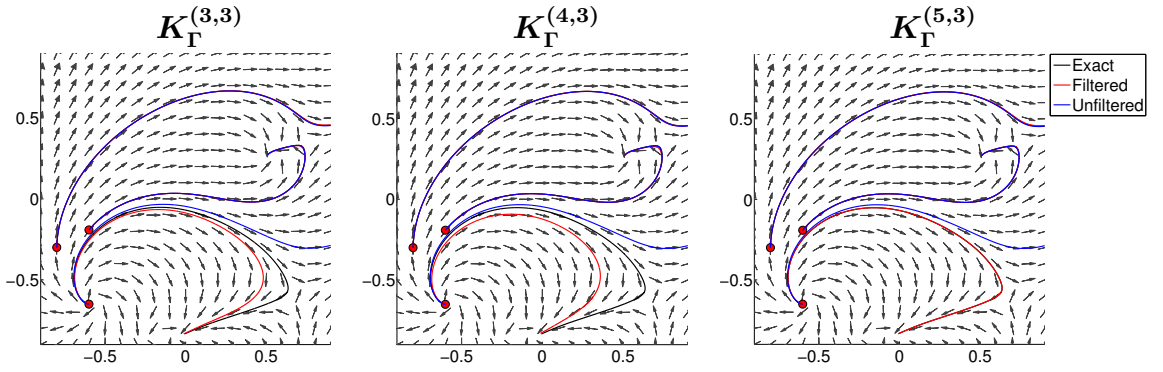 K_Γ^(3,3) K_Γ^(4,3) K_Γ^(5,3)
Exact
Filtered
Unfiltered
0.5 0.5 0.5
0 0 0
−0.5 −0.5 −0.5
−0.5 0 0.5 −0.5 0 0.5 −0.5 0 0.5